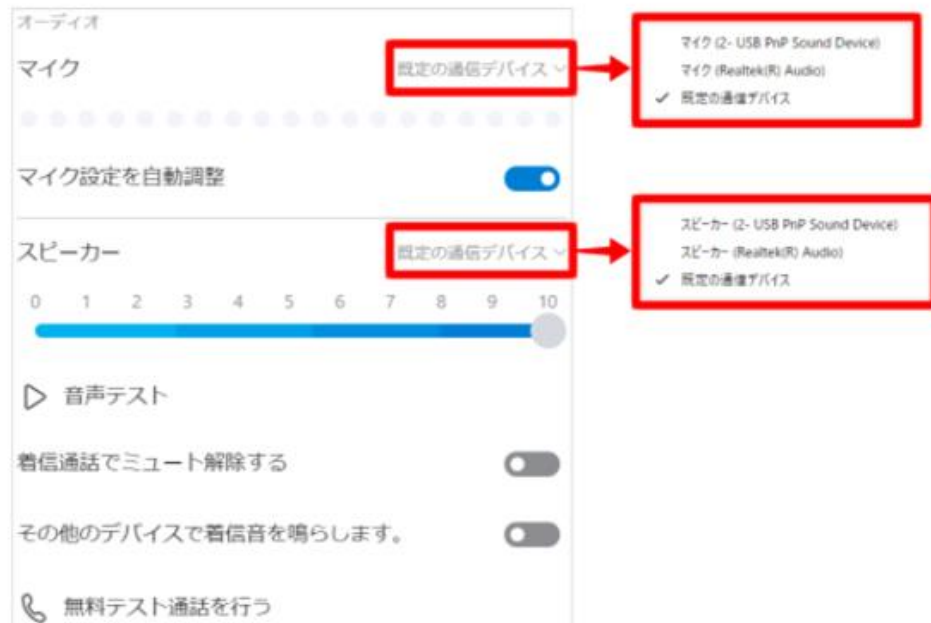 オーディオ
マイク
既定の通信デバイス
マイク (2- USB PnP Sound Device)
マイク (Realtek(R) Audio)
既定の通信デバイス
マイク設定を自動調整
スピーカー
既定の通信デバイス
スピーカー (2- USB PnP Sound Device)
スピーカー (Realtek(R) Audio)
既定の通信デバイス
0 1 2 3 4 5 6 7 8 9 10
音声テスト
着信通話でミュート解除する
その他のデバイスで着信音を鳴らします。
無料テスト通話を行う